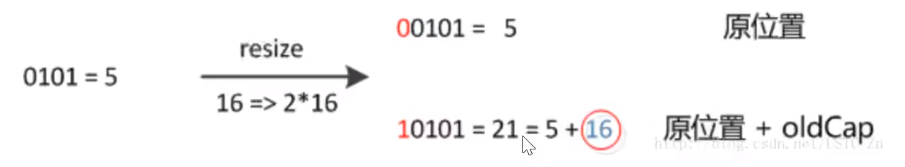 00101 = 5 原位置
resize
0101 = 5
16 => 2*16
10101 = 21 = 5 + 16 原位置 + oldCap